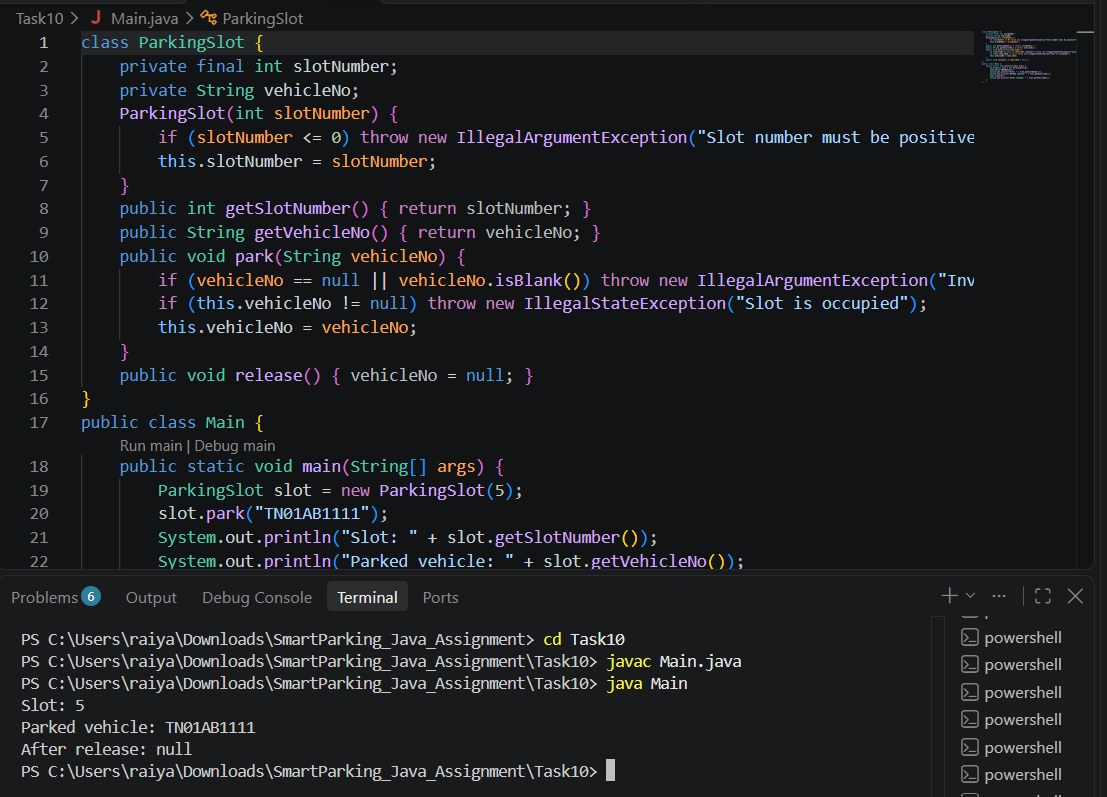 Task10 > J Main.java > ParkingSlot
1 class ParkingSlot {
2     private final int slotNumber;
3     private String vehicleNo;
4     ParkingSlot(int slotNumber) {
5         if (slotNumber <= 0) throw new IllegalArgumentException("Slot number must be positive
6         this.slotNumber = slotNumber;
7     }
8     public int getSlotNumber() { return slotNumber; }
9     public String getVehicleNo() { return vehicleNo; }
10     public void park(String vehicleNo) {
11         if (vehicleNo == null || vehicleNo.isBlank()) throw new IllegalArgumentException("Inv
12         if (this.vehicleNo != null) throw new IllegalStateException("Slot is occupied");
13         this.vehicleNo = vehicleNo;
14     }
15     public void release() { vehicleNo = null; }
16 }
17 public class Main {
Run main | Debug main
18     public static void main(String[] args) {
19         ParkingSlot slot = new ParkingSlot(5);
20         slot.park("TN01AB1111");
21         System.out.println("Slot: " + slot.getSlotNumber());
22         System.out.println("Parked vehicle: " + slot.getVehicleNo());
Problems 6 Output Debug Console Terminal Ports
PS C:\Users\raiya\Downloads\SmartParking_Java_Assignment> cd Task10
PS C:\Users\raiya\Downloads\SmartParking_Java_Assignment\Task10> javac Main.java
PS C:\Users\raiya\Downloads\SmartParking_Java_Assignment\Task10> java Main
Slot: 5
Parked vehicle: TN01AB1111
After release: null
PS C:\Users\raiya\Downloads\SmartParking_Java_Assignment\Task10>
powershell
powershell
powershell
powershell
powershell
powershell